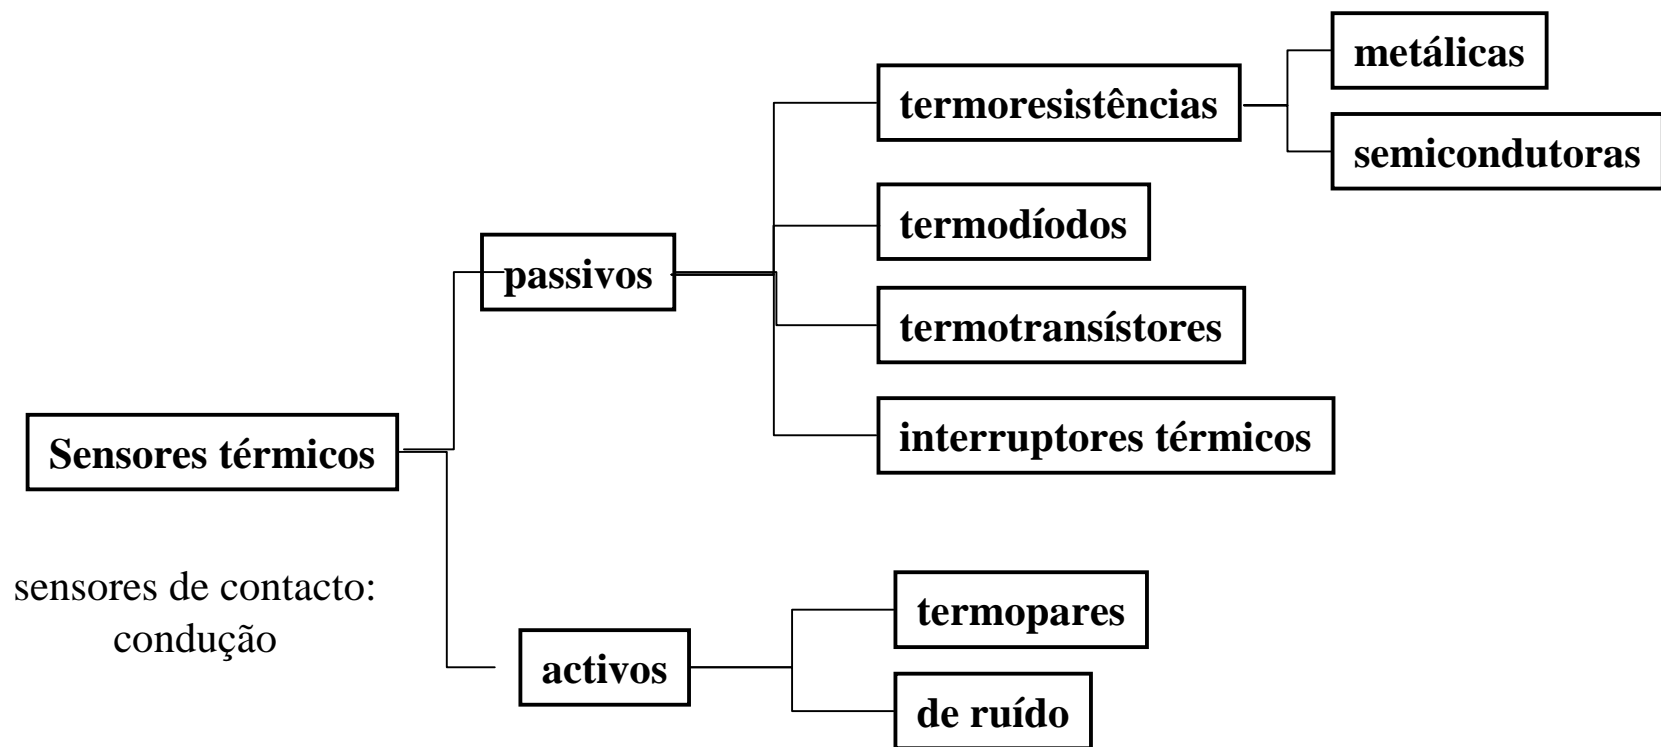 metálicas
termoresistências
semicondutoras
termodíodos
passivos
termotransístores
interruptores térmicos
Sensores térmicos
sensores de contacto:
condução
termopares
activos
de ruído